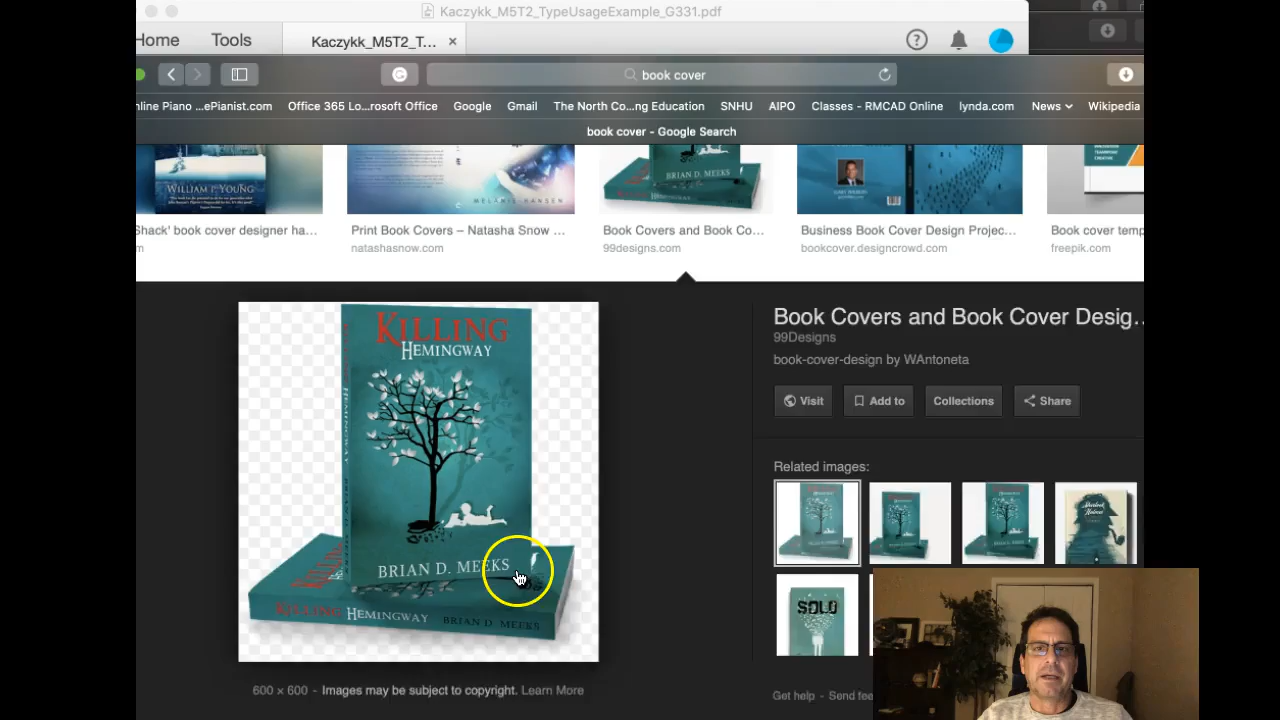 Kaczykk_M5T2_TypeUsageExample_G331.pdf
Home Tools Kaczykk_M5T2_T... ×
book cover
nline Piano ...ePianist.com Office 365 Lo...rosoft Office Google Gmail The North Co...ng Education SNHU AIPO Classes - RMCAD Online lynda.com News Wikipedia
book cover - Google Search
WILLIAM P. YOUNG
MELANIE HANSEN
BRIAN D. MEEKS
HEMINGWAY
Shack' book cover designer ha... Print Book Covers – Natasha Snow ... Book Covers and Book Co... Business Book Cover Design Projec... Book cover temp
m natashasnow.com 99designs.com bookcover.designcrowd.com freepik.com
KILLING
HEMINGWAY
BRIAN D. MEEKS
KILLING HEMINGWAY BRIAN D. MEEKS
600 × 600 - Images may be subject to copyright. Learn More
Book Covers and Book Cover Desig...
99Designs
book-cover-design by WAntoneta
Visit Add to Collections Share
Related images:
SOLO
Get help - Send fee